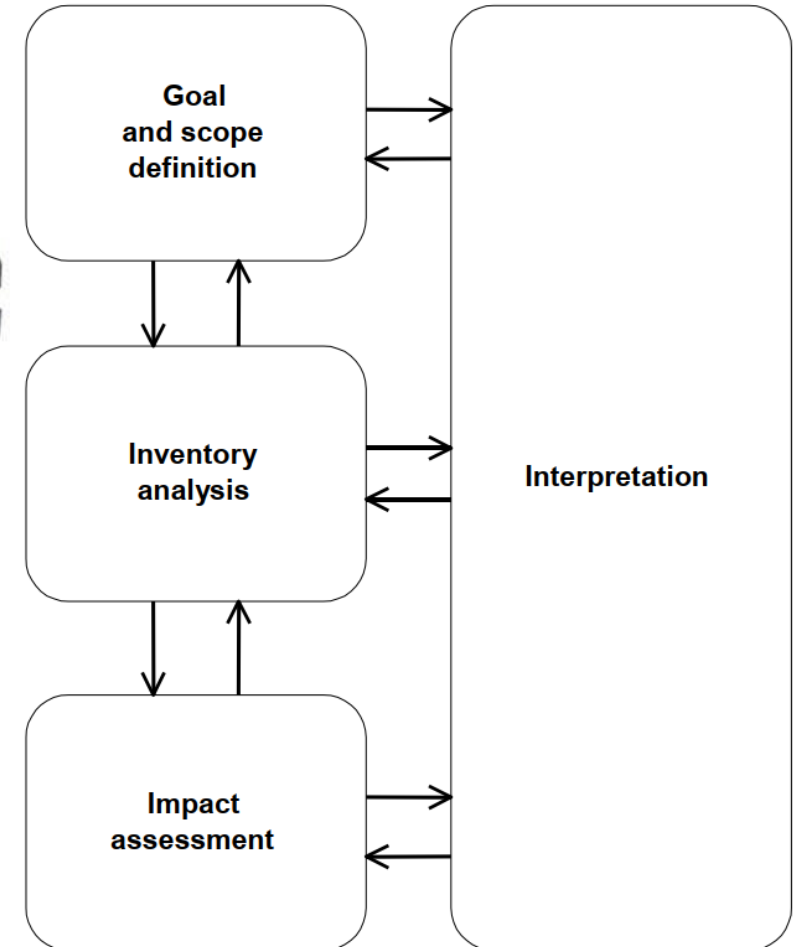 Goal
and scope
definition
Inventory
analysis
Interpretation
Impact
assessment